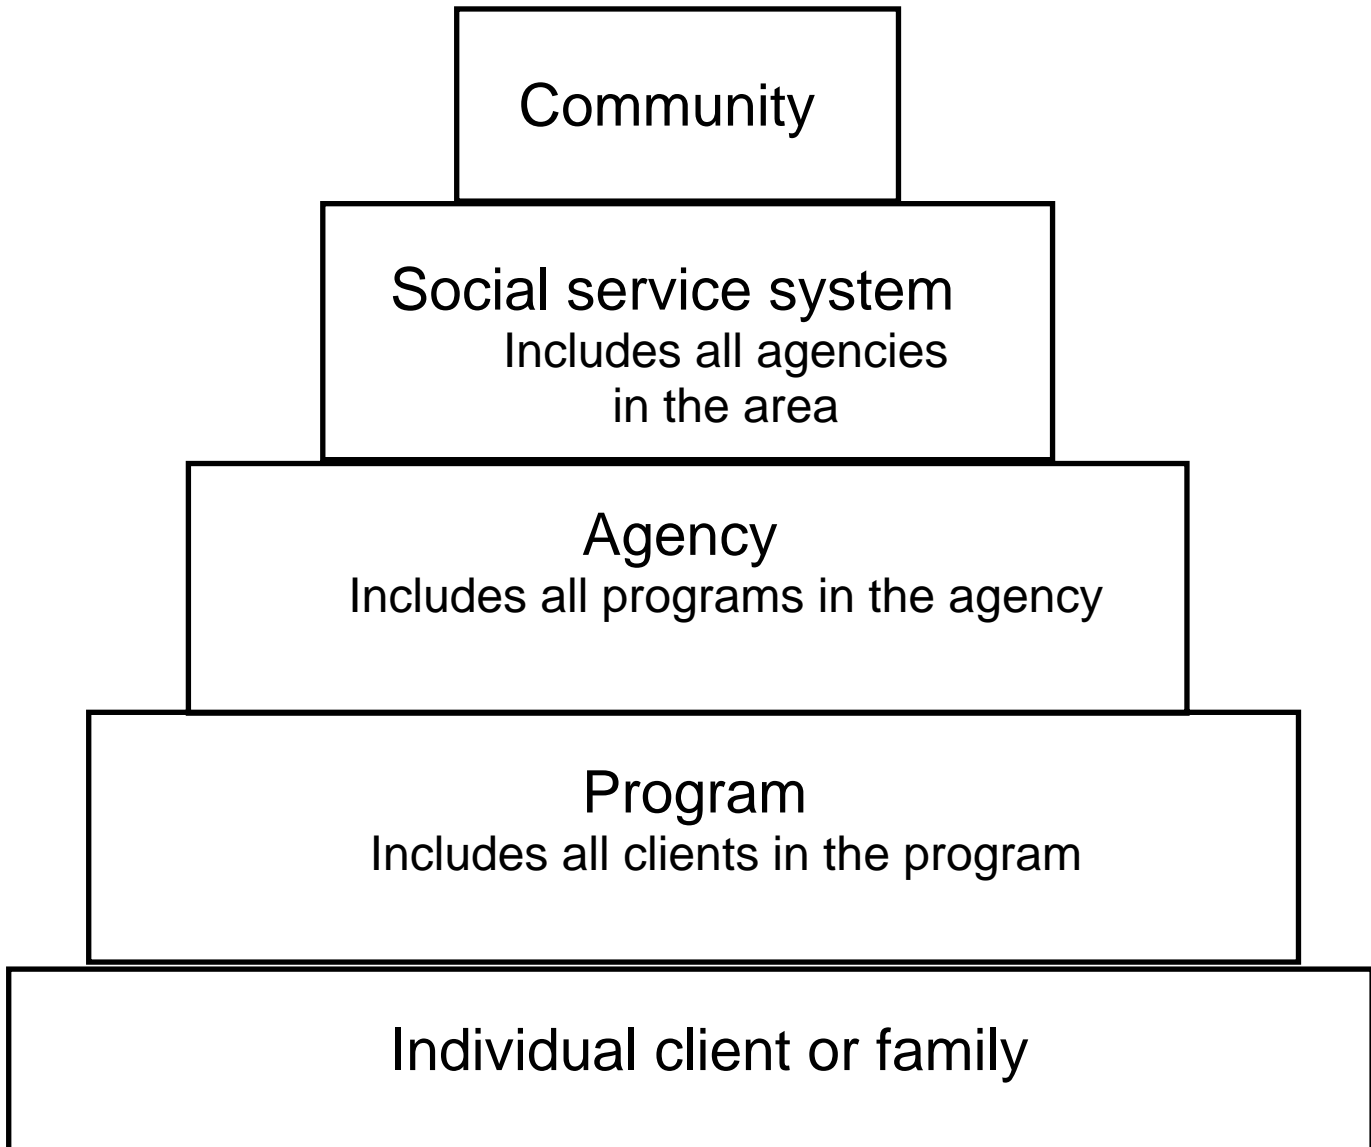 Community
Social service system
Includes all agencies
in the area
Agency
Includes all programs in the agency
Program
Includes all clients in the program
Individual client or family